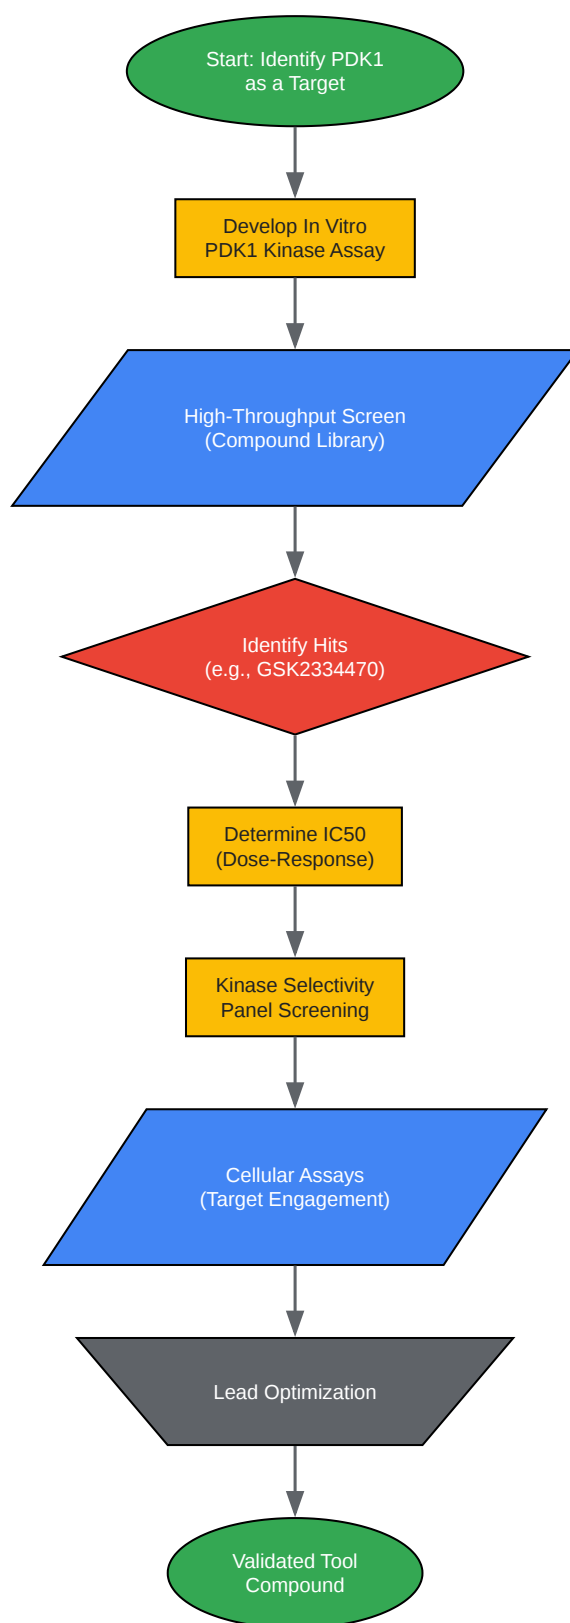 Start: Identify PDK1
as a Target
Develop In Vitro
PDK1 Kinase Assay
High-Throughput Screen
(Compound Library)
Identify Hits
(e.g., GSK2334470)
Determine IC50
(Dose-Response)
Kinase Selectivity
Panel Screening
Cellular Assays
(Target Engagement)
Lead Optimization
Validated Tool
Compound